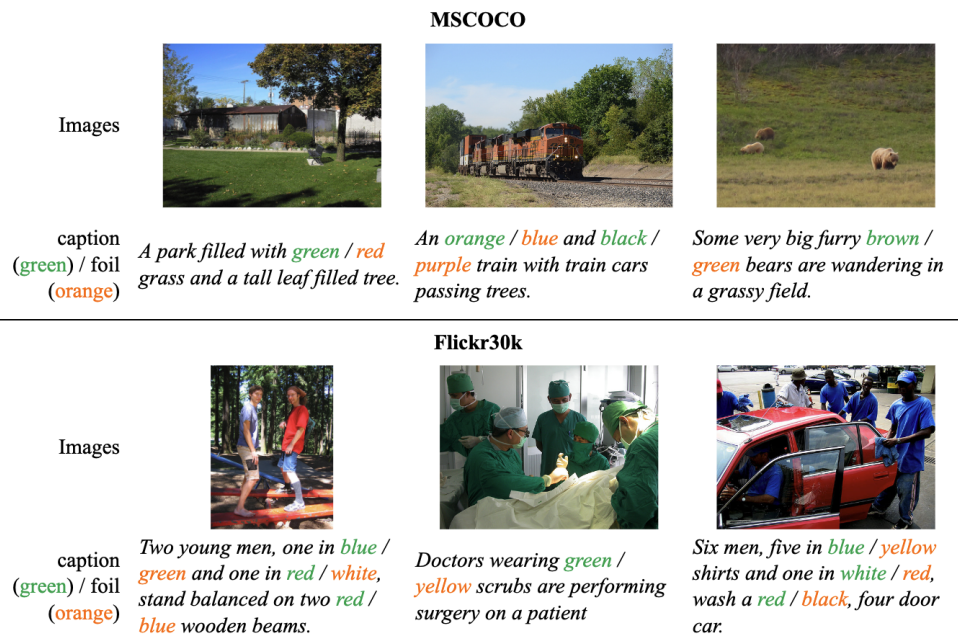 MSCOCO
Images
caption
(green) / foil
(orange)
A park filled with green / red
grass and a tall leaf filled tree.
An orange / blue and black /
purple train with train cars
passing trees.
Some very big furry brown /
green bears are wandering in
a grassy field.
Flickr30k
Images
caption
(green) / foil
(orange)
Two young men, one in blue /
green and one in red / white,
stand balanced on two red /
blue wooden beams.
Doctors wearing green /
yellow scrubs are performing
surgery on a patient
Six men, five in blue / yellow
shirts and one in white / red,
wash a red / black, four door
car.